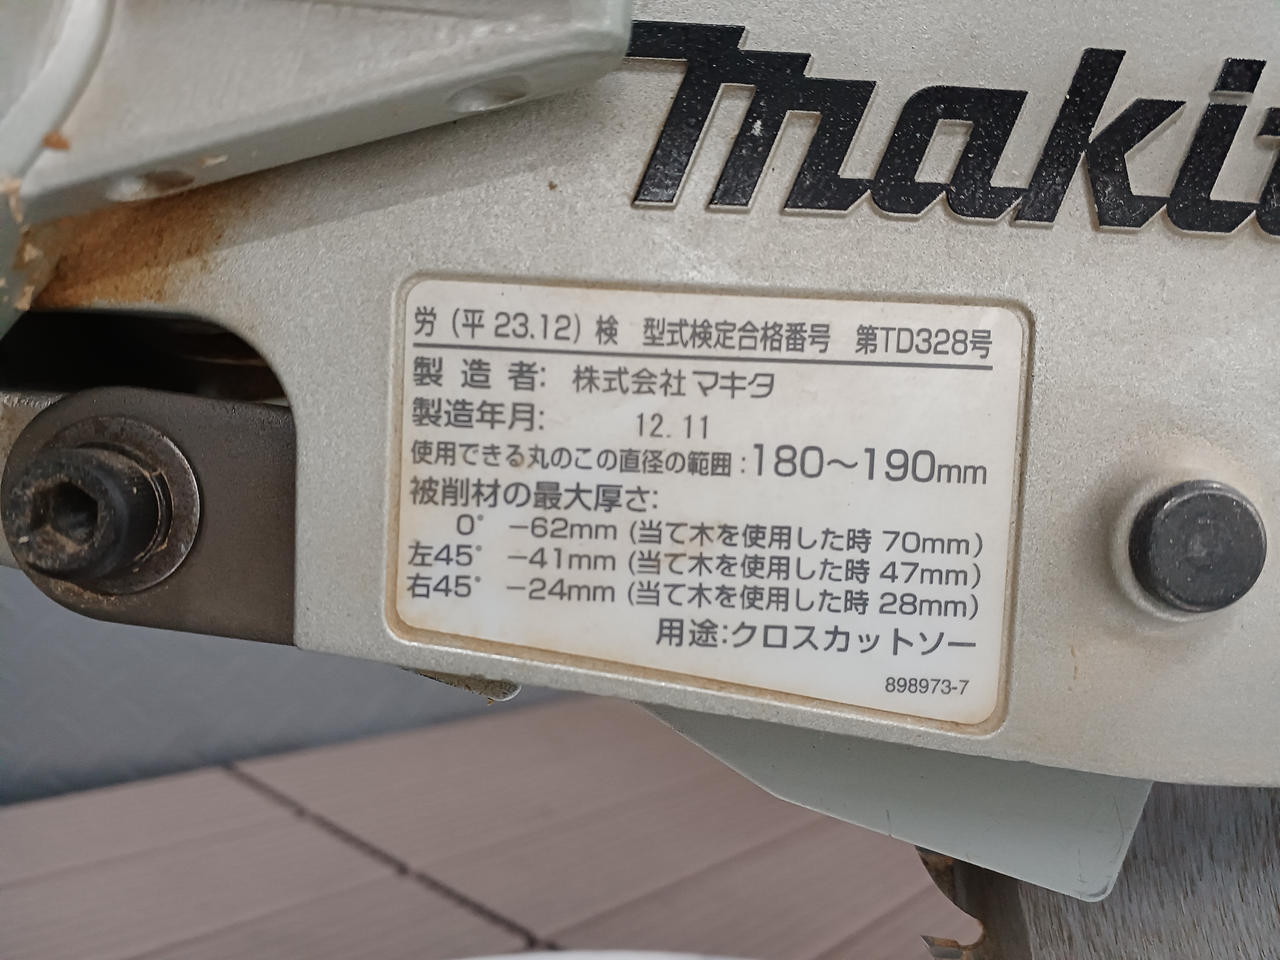 makita
労（平 23.12）検　型式検定合格番号　第TD328号
製 造 者：　株式会社 マキタ
製造年月：　12.11
使用できる丸のこの直径の範囲：180～190mm
被削材の最大厚さ：
0°　－62mm（当て木を使用した時 70mm）
左45°　－41mm（当て木を使用した時 47mm）
右45°　－24mm（当て木を使用した時 28mm）
用途：クロスカットソー
898973-7